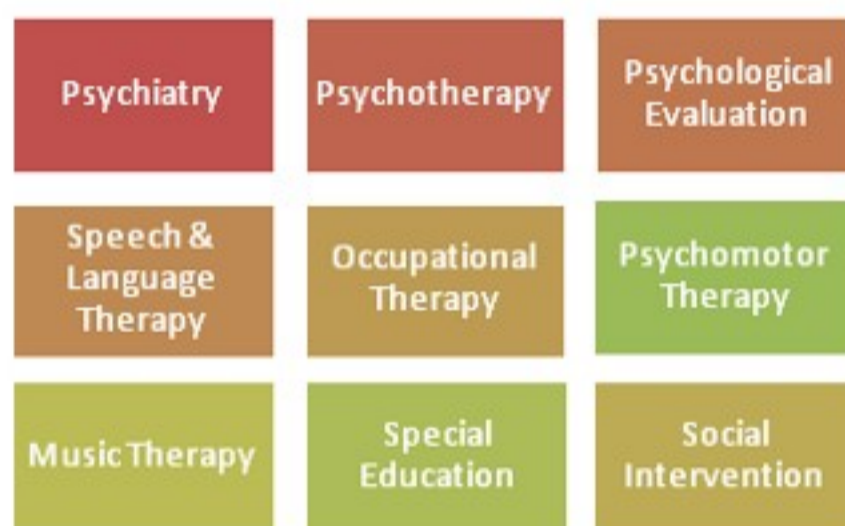 Psychiatry
Psychotherapy
Psychological
Evaluation
Speech &
Language
Therapy
Occupational
Therapy
Psychomotor
Therapy
Music Therapy
Special
Education
Social
Intervention